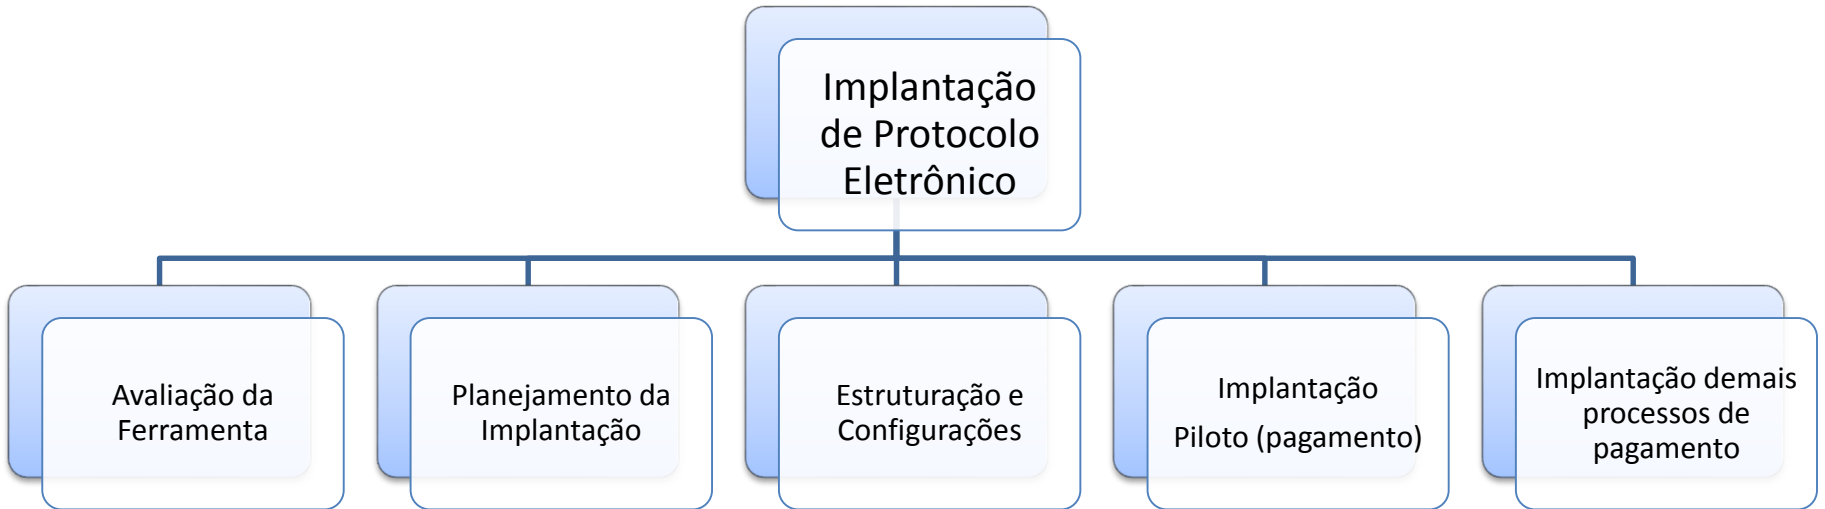 Implantação
de Protocolo
Eletrônico
Avaliação da
Ferramenta
Planejamento da
Implantação
Estruturação e
Configurações
Implantação
Piloto (pagamento)
Implantação demais
processos de
pagamento